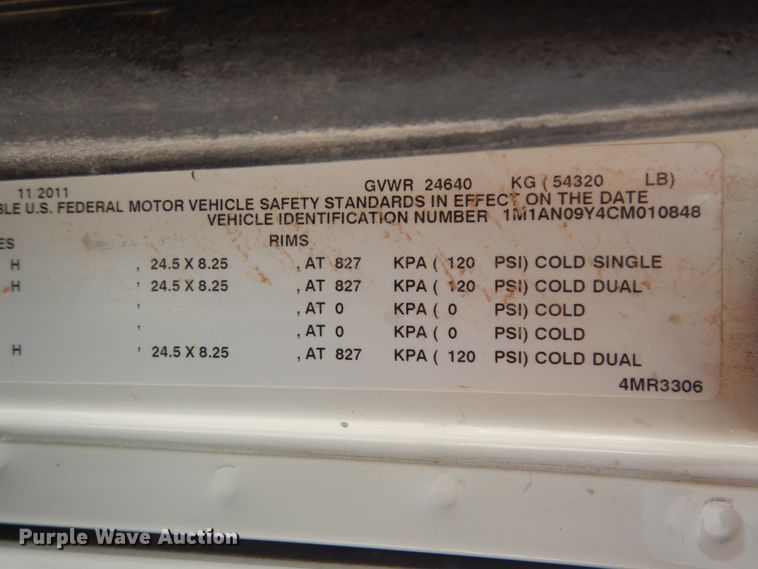 11 2011 GVWR 24640 KG ( 54320 LB)
BLE U.S. FEDERAL MOTOR VEHICLE SAFETY STANDARDS IN EFFECT ON THE DATE
VEHICLE IDENTIFICATION NUMBER 1M1AN09Y4CM010848
ES RIMS
H , 24.5 X 8.25 , AT 827 KPA ( 120 PSI) COLD SINGLE
H , 24.5 X 8.25 , AT 827 KPA ( 120 PSI) COLD DUAL
, , AT 0 KPA ( 0 PSI) COLD
, , AT 0 KPA ( 0 PSI) COLD
H , 24.5 X 8.25 , AT 827 KPA ( 120 PSI) COLD DUAL
4MR3306
Purple Wave Auction